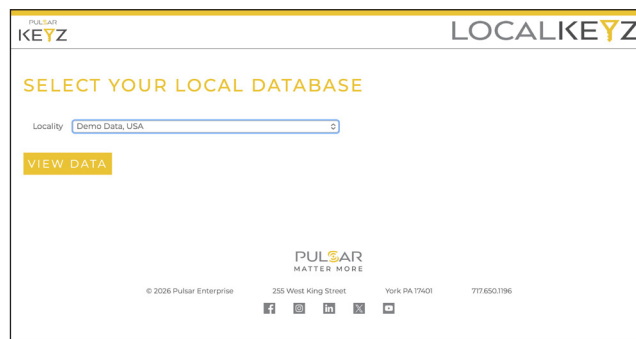 PULSAR
KEYZ
LOCALKEYZ
SELECT YOUR LOCAL DATABASE
Locality Demo Data, USA
VIEW DATA
PULSAR
MATTER MORE
© 2026 Pulsar Enterprise 255 West King Street York PA 17401 717.650.1196